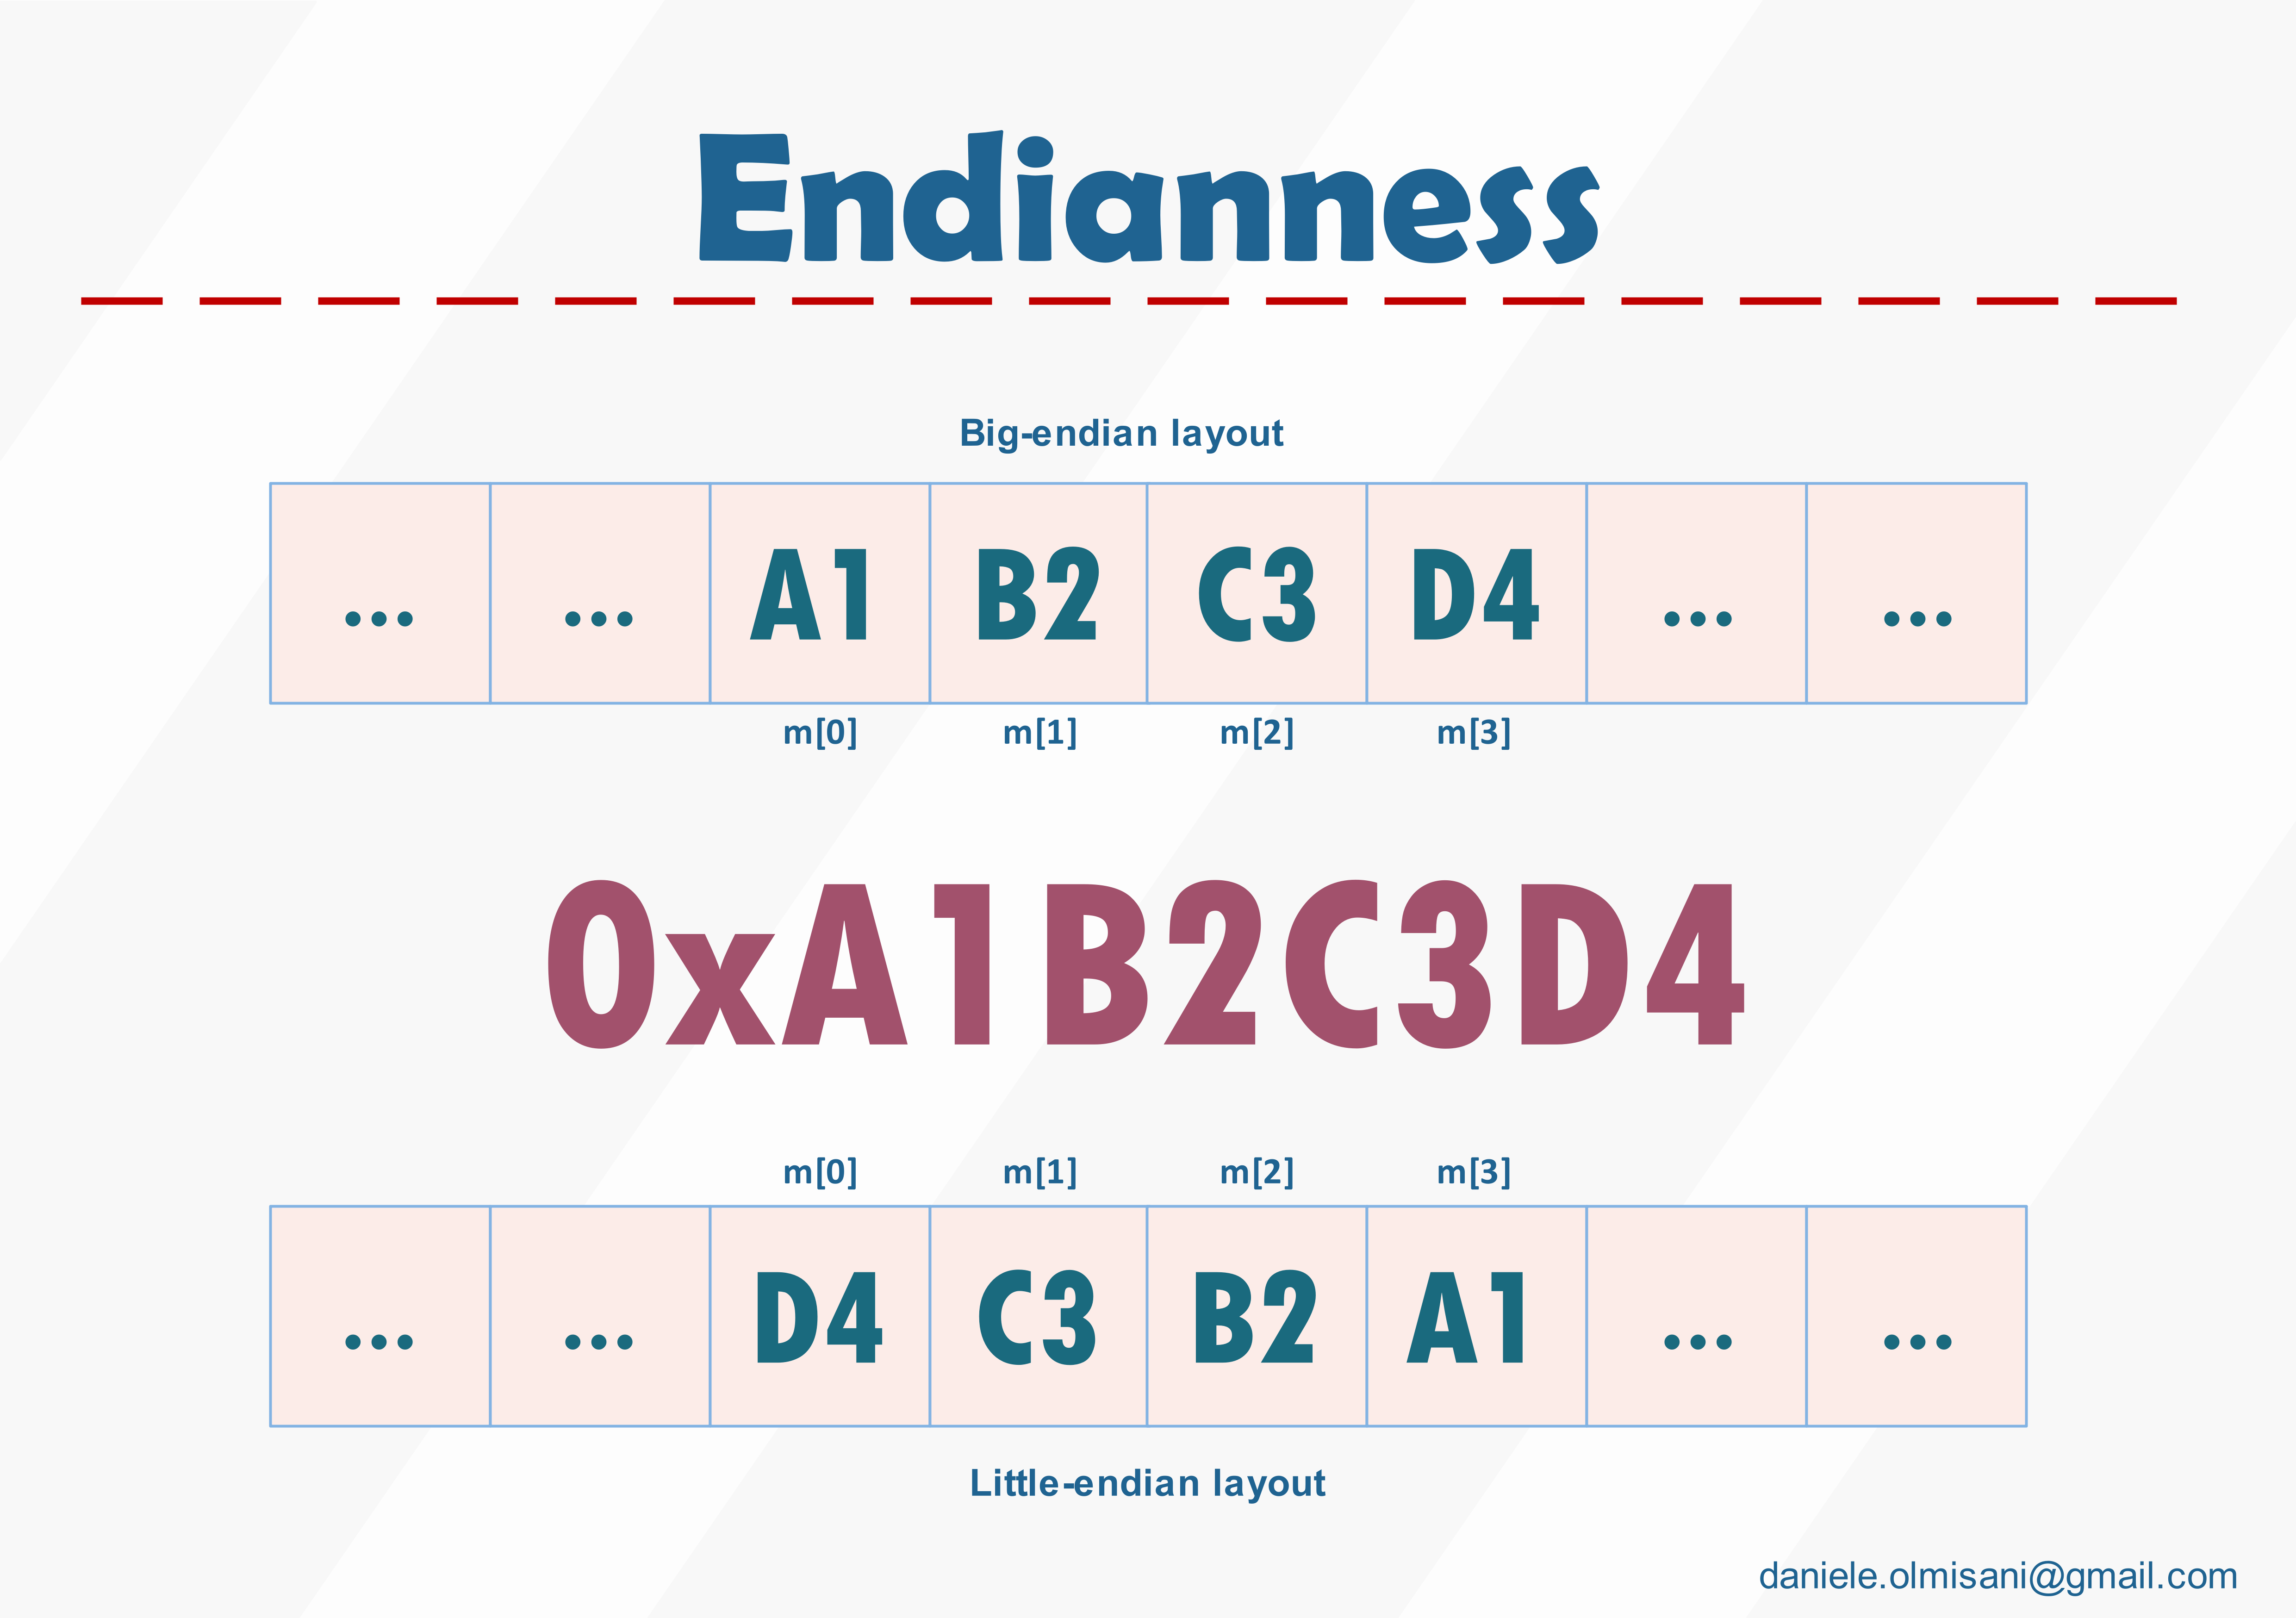 Endianness
Big-endian layout
... ... A1 B2 C3 D4 ... ...
m[0] m[1] m[2] m[3]
0xA1B2C3D4
m[0] m[1] m[2] m[3]
... ... D4 C3 B2 A1 ... ...
Little-endian layout
daniele.olmisani@gmail.com